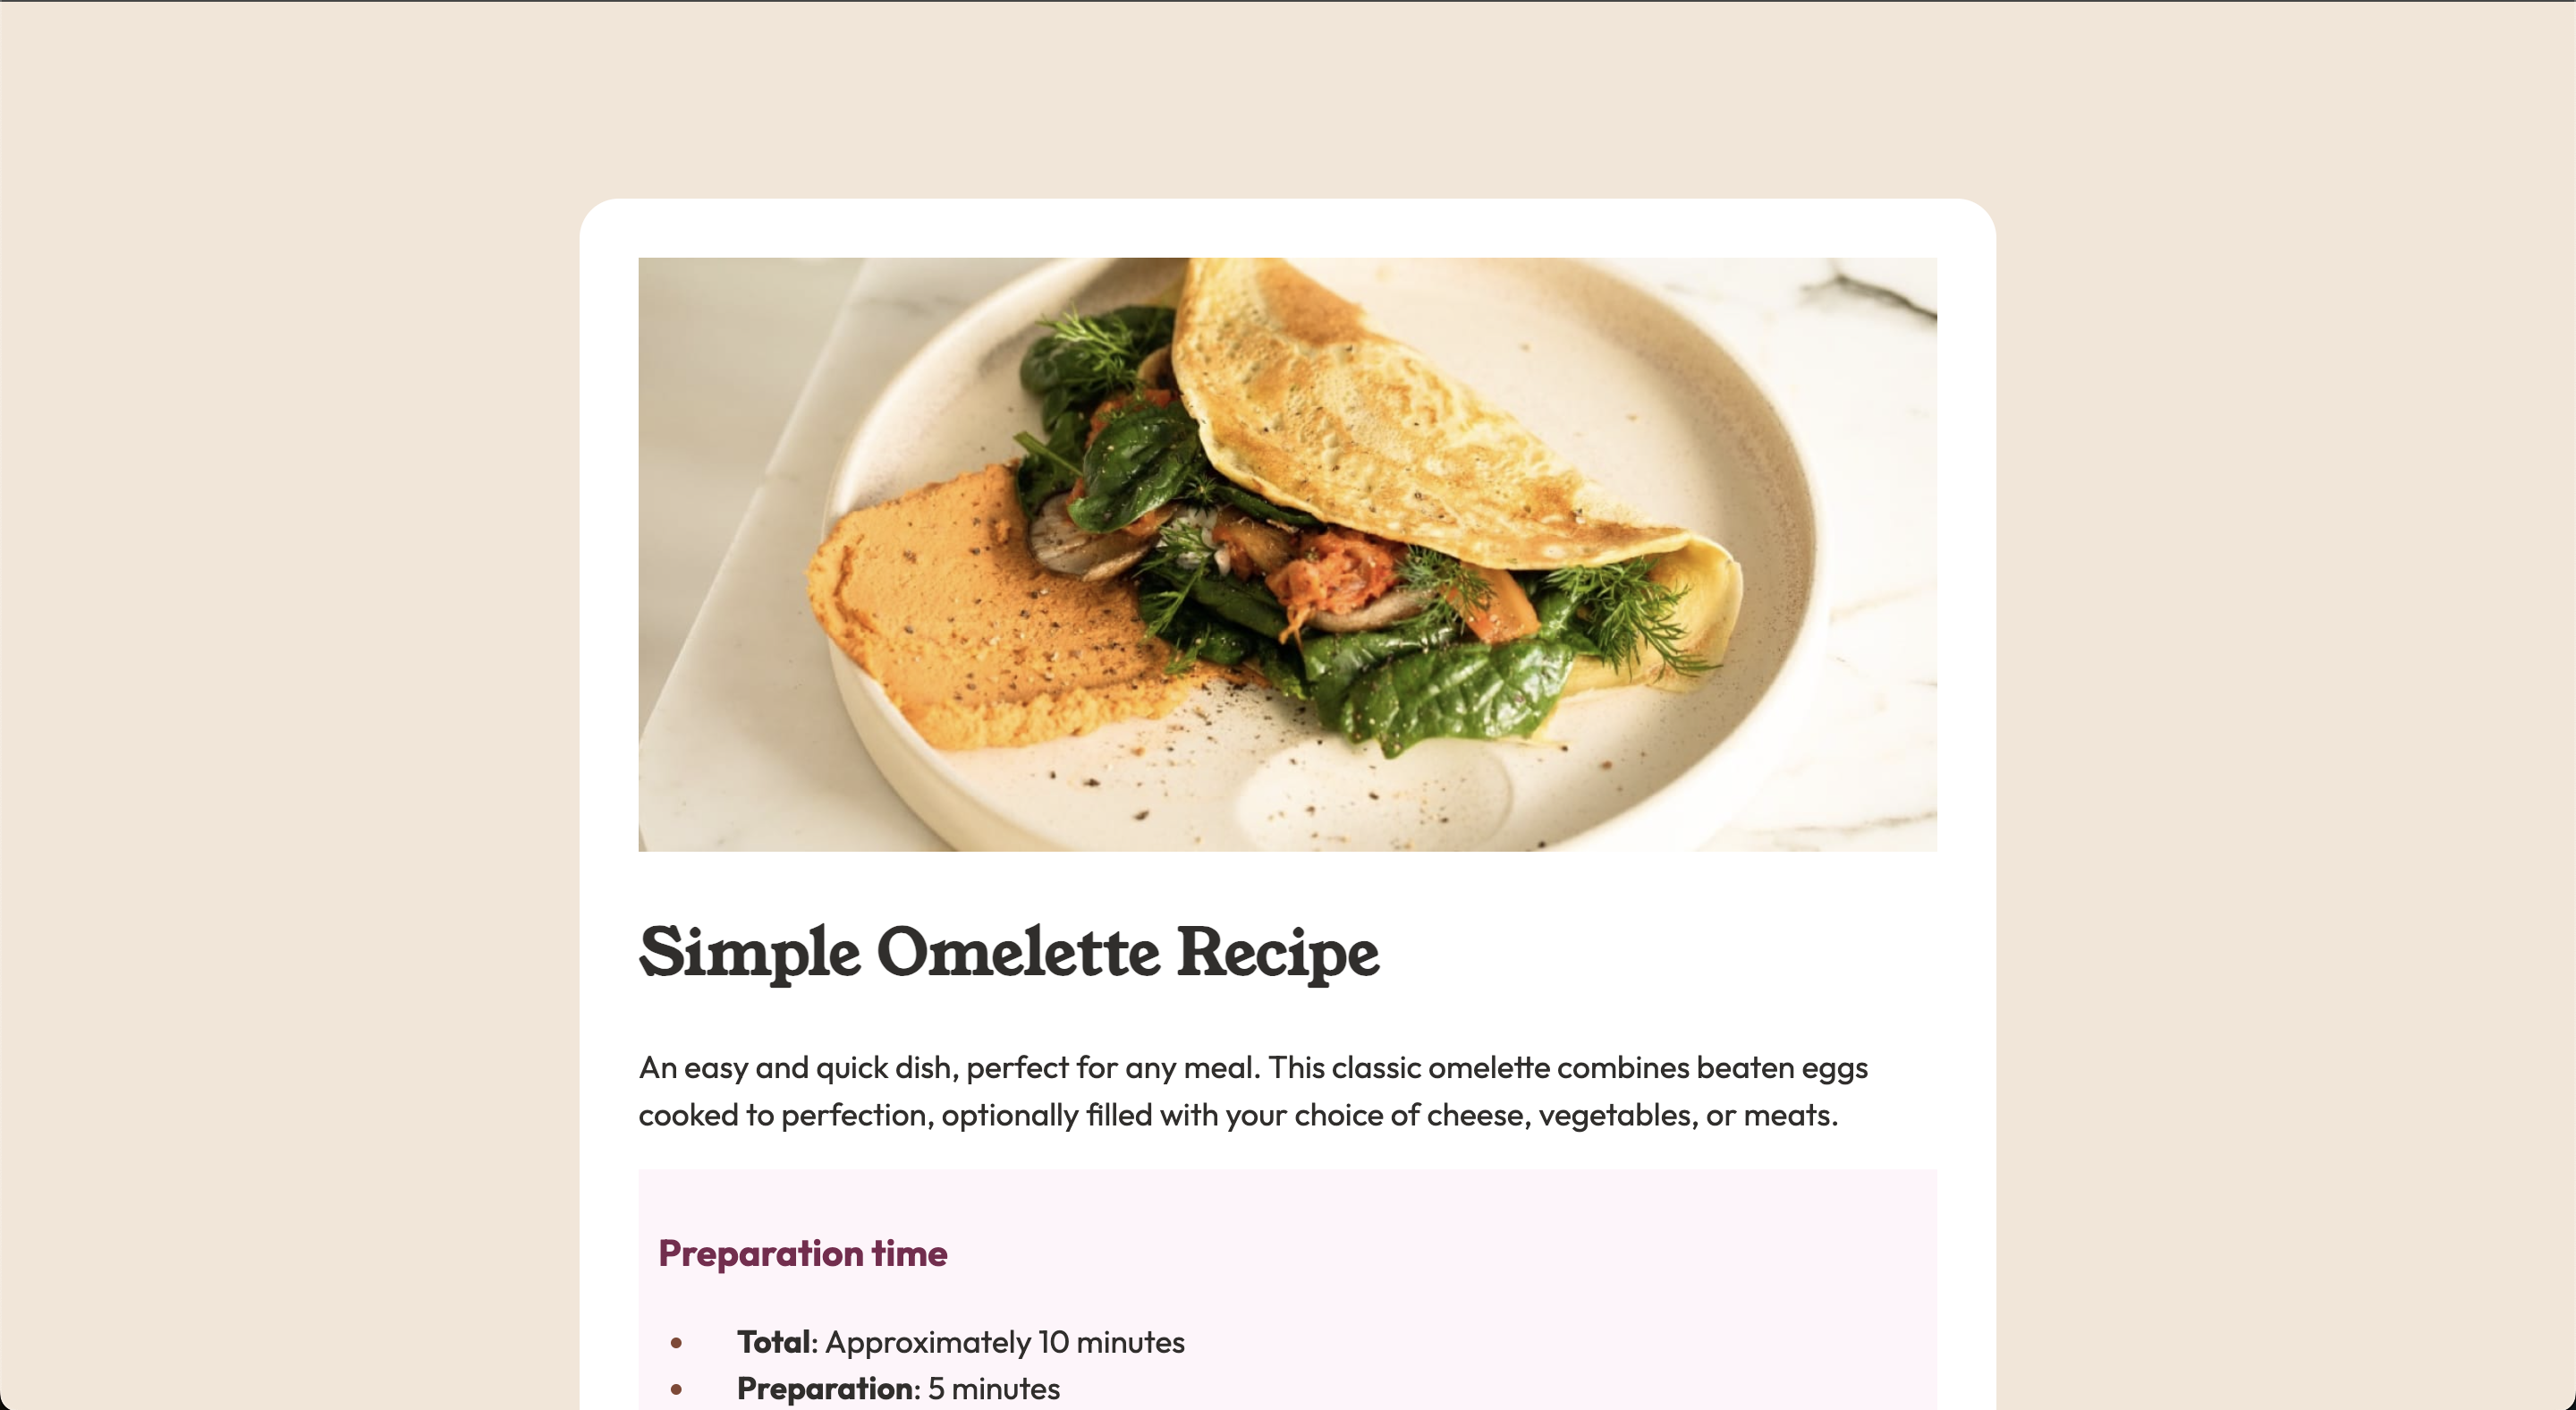 Simple Omelette Recipe
An easy and quick dish, perfect for any meal. This classic omelette combines beaten eggs
cooked to perfection, optionally filled with your choice of cheese, vegetables, or meats.
Preparation time
• Total: Approximately 10 minutes
• Preparation: 5 minutes